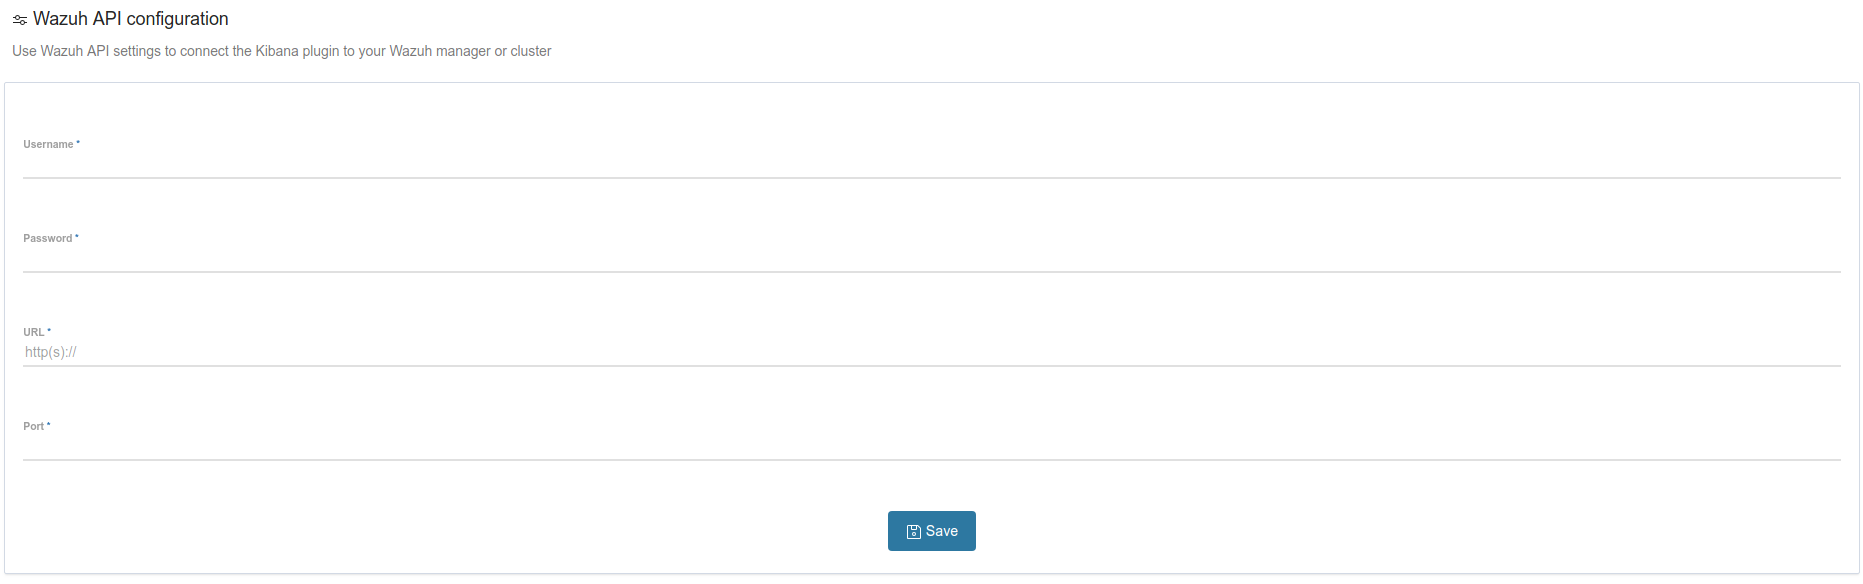 Wazuh API configuration
Use Wazuh API settings to connect the Kibana plugin to your Wazuh manager or cluster
Username *
Password *
URL *
http(s)://
Port *
Save